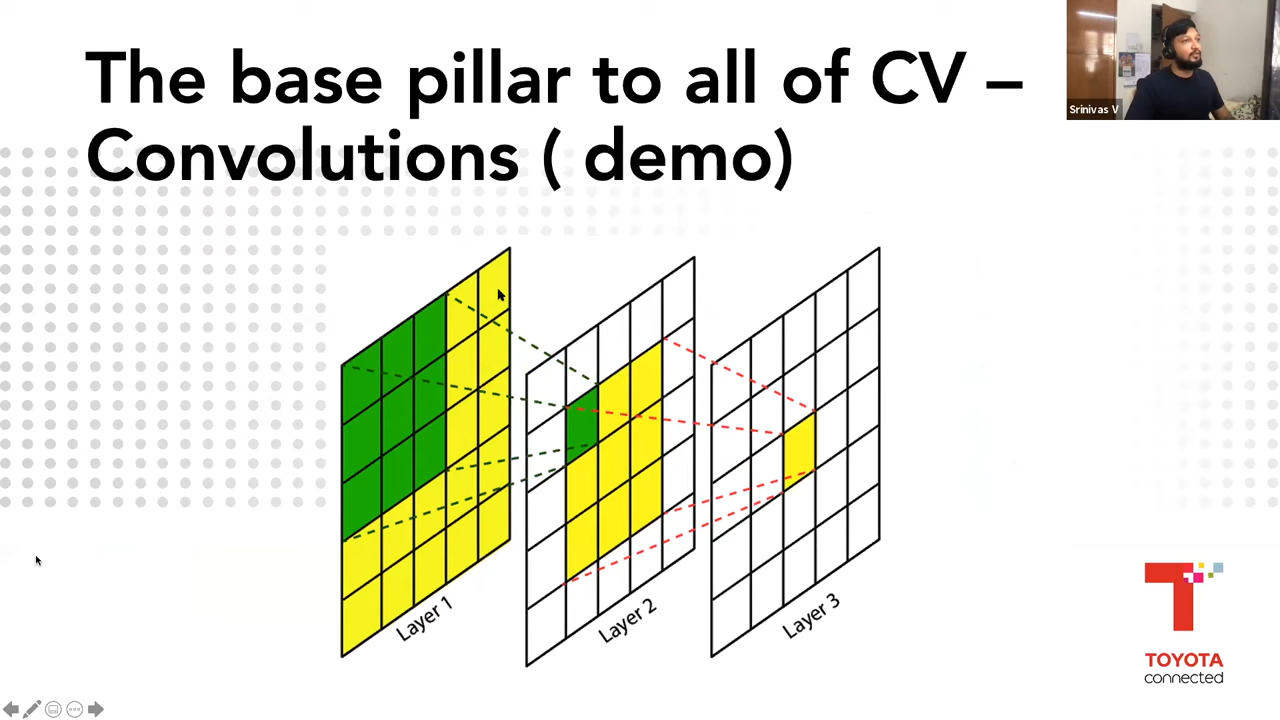 The base pillar to all of CV –
Convolutions ( demo)
Srinivas V
Layer 1
Layer 2
Layer 3
TOYOTA
connected